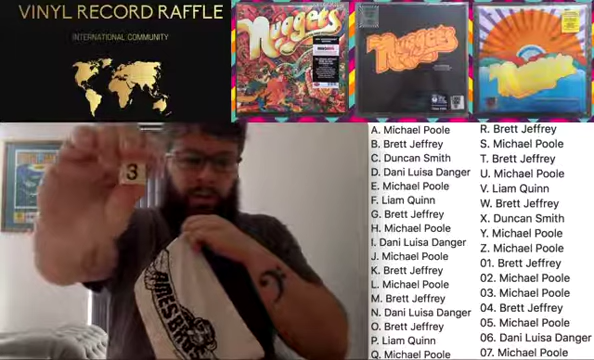 VINYL RECORD RAFFLE
INTERNATIONAL COMMUNITY
Nuggets
Nuggets
3
A. Michael Poole
B. Brett Jeffrey
C. Duncan Smith
D. Dani Luisa Danger
E. Michael Poole
F. Liam Quinn
G. Brett Jeffrey
H. Michael Poole
I. Dani Luisa Danger
J. Michael Poole
K. Brett Jeffrey
L. Michael Poole
M. Brett Jeffrey
N. Dani Luisa Danger
O. Brett Jeffrey
P. Liam Quinn
Q. Michael Poole
R. Brett Jeffrey
S. Michael Poole
T. Brett Jeffrey
U. Michael Poole
V. Liam Quinn
W. Brett Jeffrey
X. Duncan Smith
Y. Michael Poole
Z. Michael Poole
01. Brett Jeffrey
02. Michael Poole
03. Michael Poole
04. Brett Jeffrey
05. Michael Poole
06. Dani Luisa Danger
07. Michael Poole